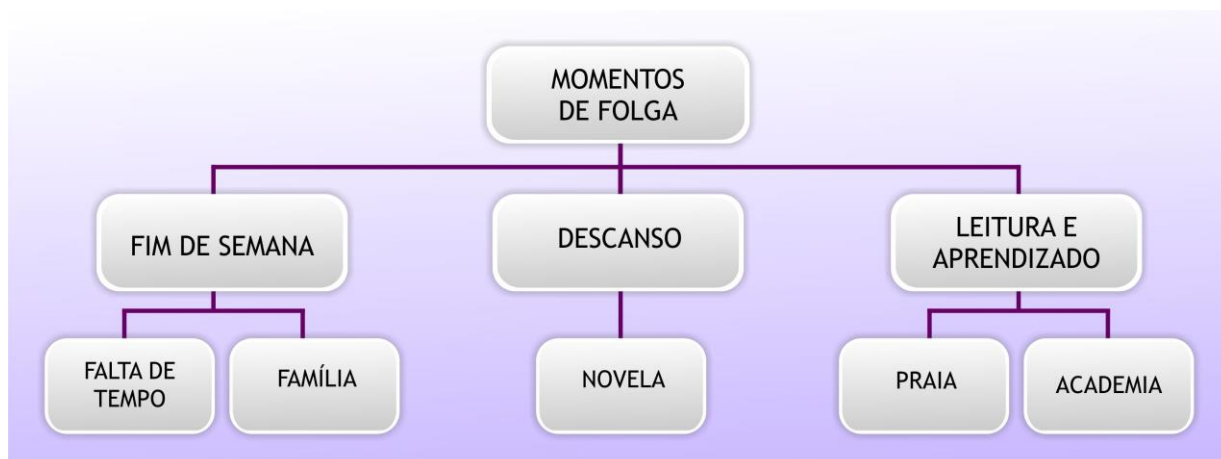 MOMENTOS
DE FOLGA
FIM DE SEMANA
DESCANSO
LEITURA E
APRENDIZADO
FALTA DE
TEMPO
FAMÍLIA
NOVELA
PRAIA
ACADEMIA